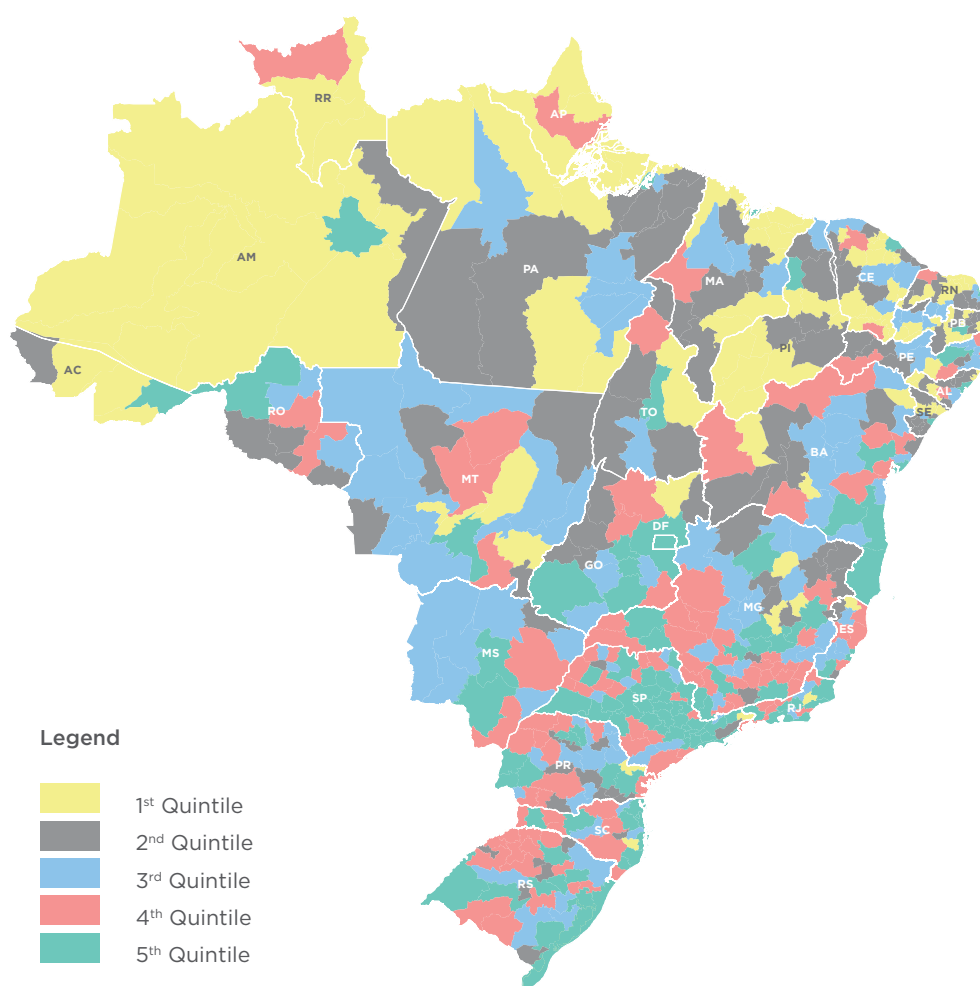 RR
AP
AM
PA
MA
CE
RN
PB
PI
PE
AC
AL
SE
RO
TO
BA
MT
DF
GO
MG
ES
MS
SP
RJ
PR
SC
RS
Legend
1st Quintile
2nd Quintile
3rd Quintile
4th Quintile
5th Quintile